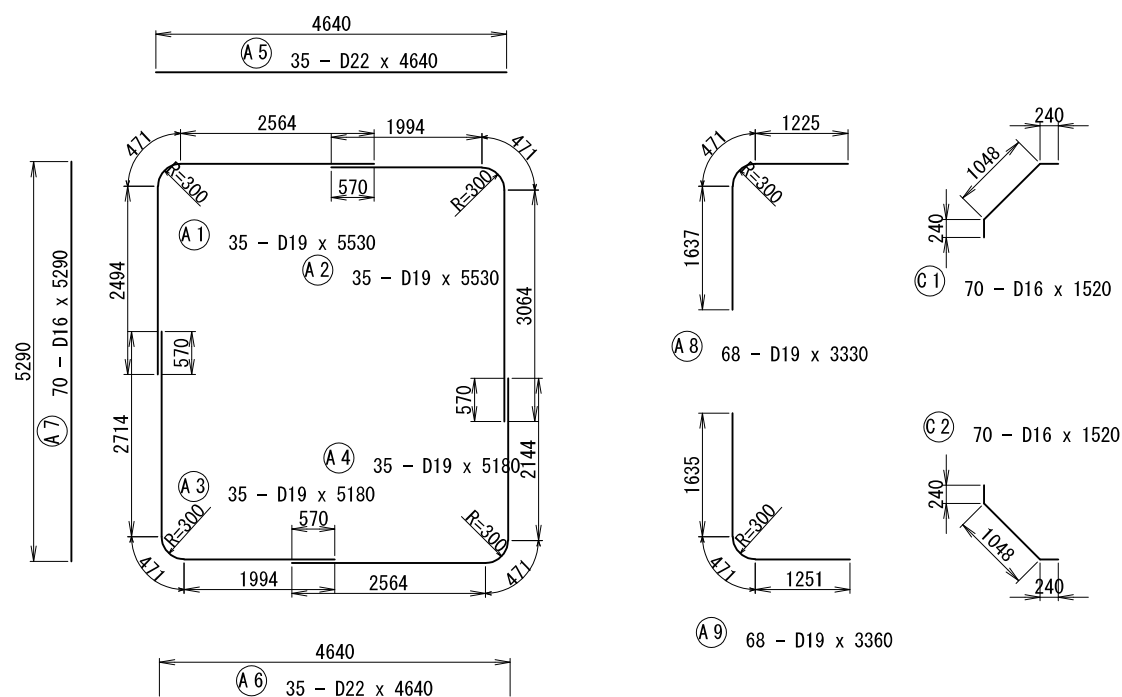 4640
A5 35 - D22 x 4640
471
2564
1994
471
R=300
570
R=300
A1 35 - D19 x 5530
A2 35 - D19 x 5530
2494
3064
5290
A7 70 - D16 x 5290
570
570
2714
2144
A4 35 - D19 x 5180
A3 35 - D19 x 5180
R=300
570
R=300
471
1994
2564
471
4640
A6 35 - D22 x 4640
471
1225
R=300
1637
A8 68 - D19 x 3330
1635
R=300
471
1251
A9 68 - D19 x 3360
240
1048
240
C1 70 - D16 x 1520
C2 70 - D16 x 1520
240
1048
240